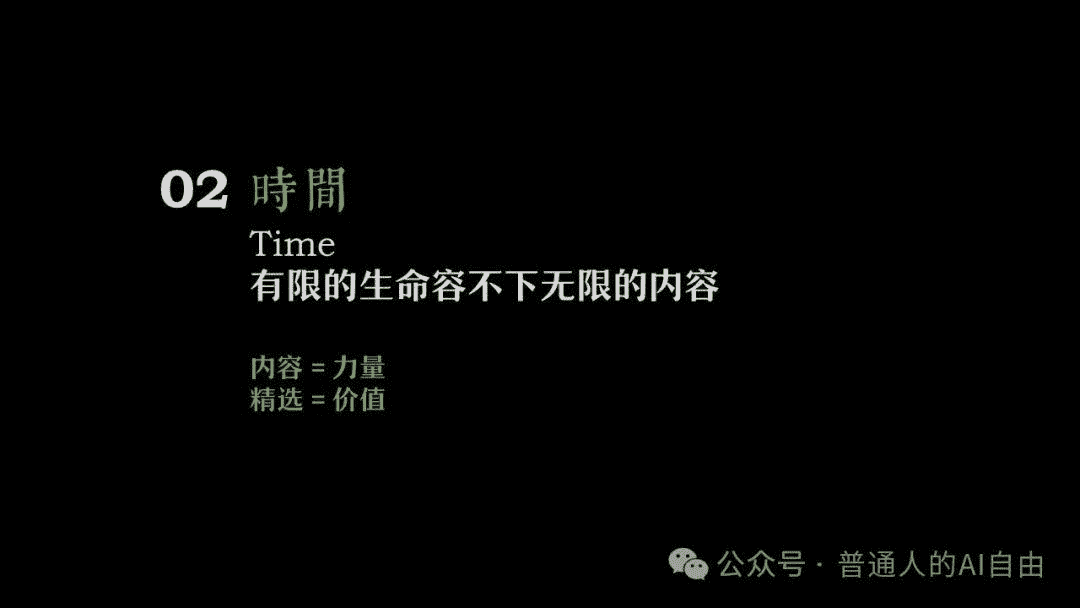 02 時間
Time
有限的生命容不下无限的内容
内容 = 力量
精选 = 价值
公众号 · 普通人的AI自由